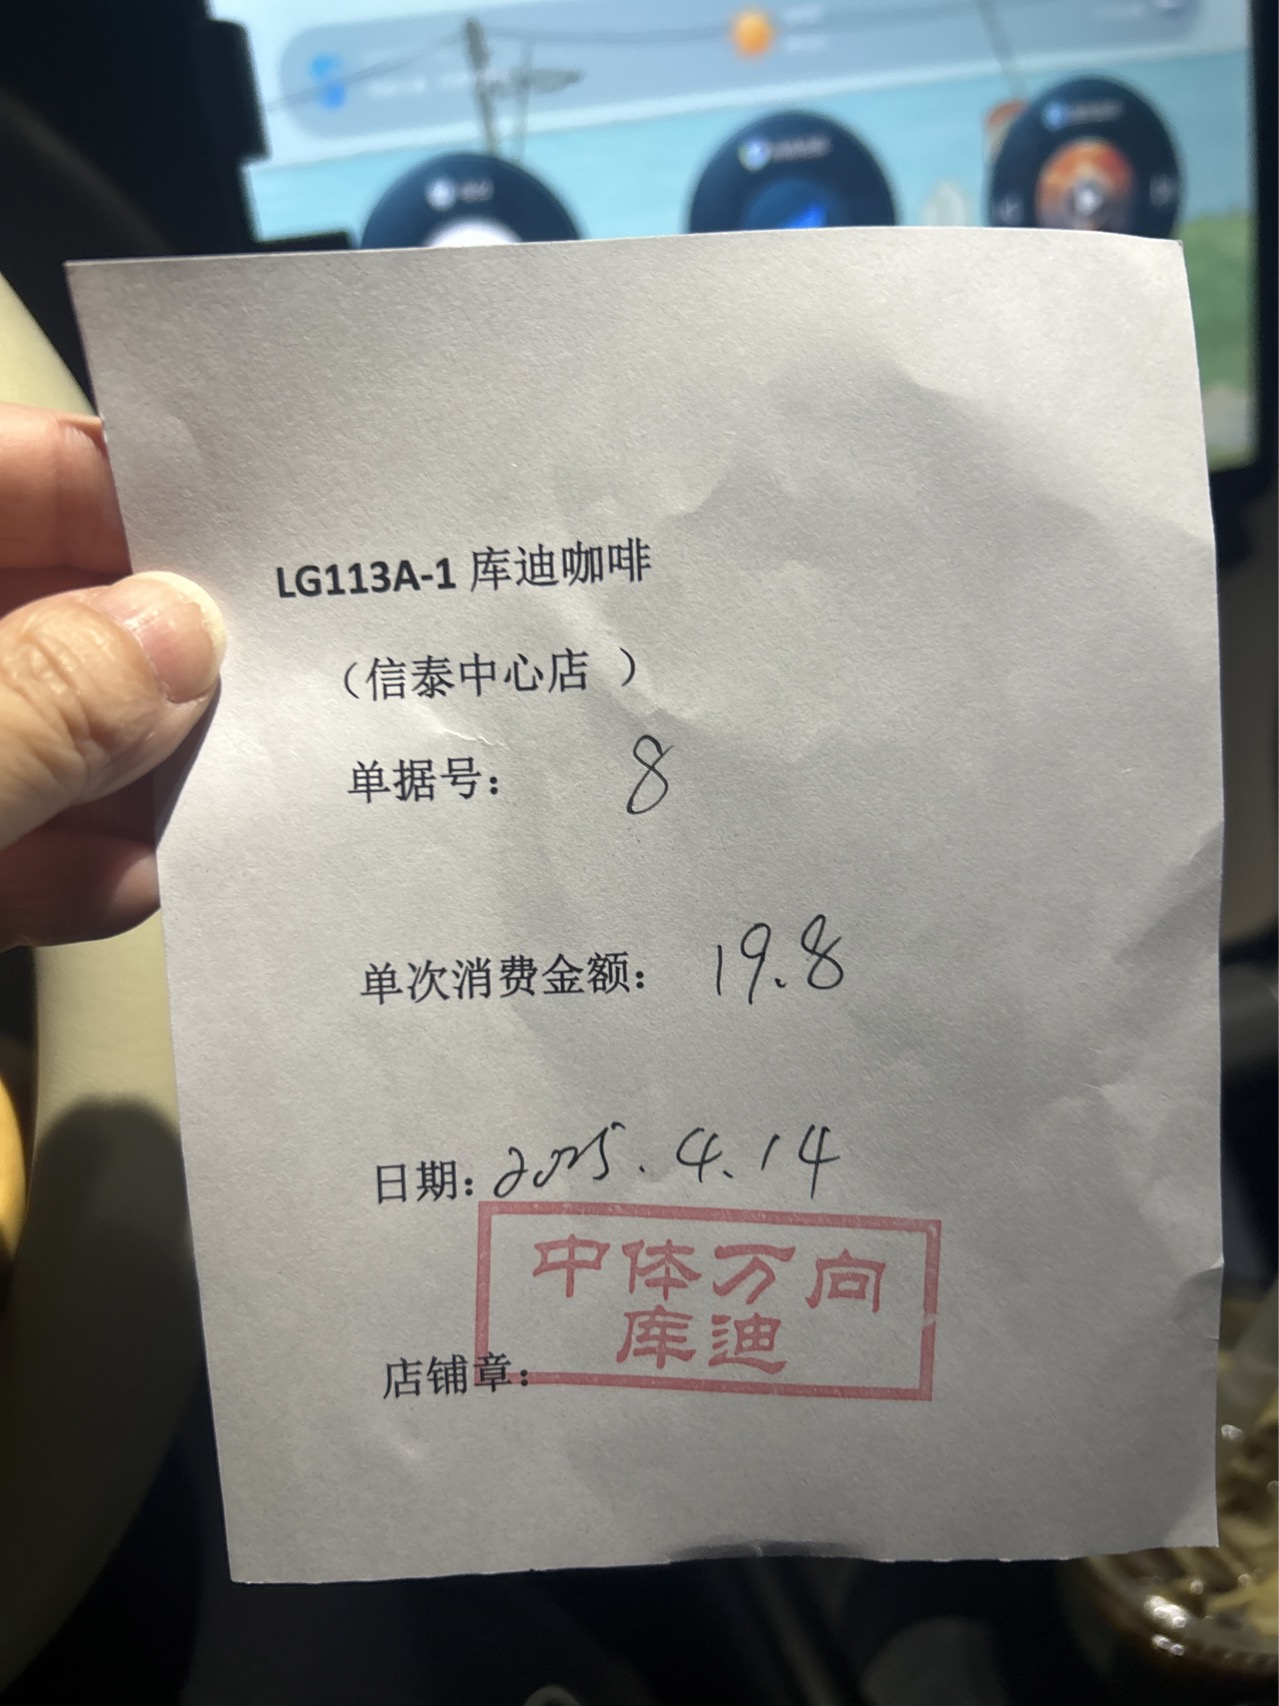 LG113A-1 库迪咖啡
（信泰中心店 ）
单据号： 8
单次消费金额： 19.8
日期：2025.4.14
中体万向
库迪
店铺章：